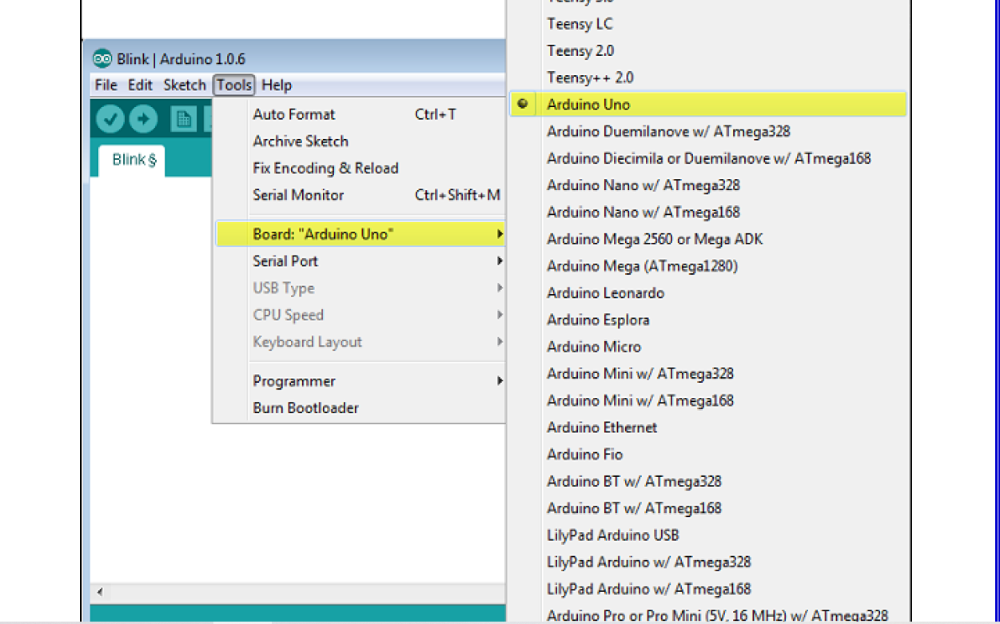 Teensy LC
Teensy 2.0
Teensy++ 2.0
Arduino Uno
Arduino Duemilanove w/ ATmega328
Arduino Diecimila or Duemilanove w/ ATmega168
Arduino Nano w/ ATmega328
Arduino Nano w/ ATmega168
Arduino Mega 2560 or Mega ADK
Arduino Mega (ATmega1280)
Arduino Leonardo
Arduino Esplora
Arduino Micro
Arduino Mini w/ ATmega328
Arduino Mini w/ ATmega168
Arduino Ethernet
Arduino Fio
Arduino BT w/ ATmega328
Arduino BT w/ ATmega168
LilyPad Arduino USB
LilyPad Arduino w/ ATmega328
LilyPad Arduino w/ ATmega168
Arduino Pro or Pro Mini (5V, 16 MHz) w/ ATmega328
Blink | Arduino 1.0.6
File Edit Sketch Tools Help
Blink§
Auto Format Ctrl+T
Archive Sketch
Fix Encoding & Reload
Serial Monitor Ctrl+Shift+M
Board: "Arduino Uno"
Serial Port
USB Type
CPU Speed
Keyboard Layout
Programmer
Burn Bootloader